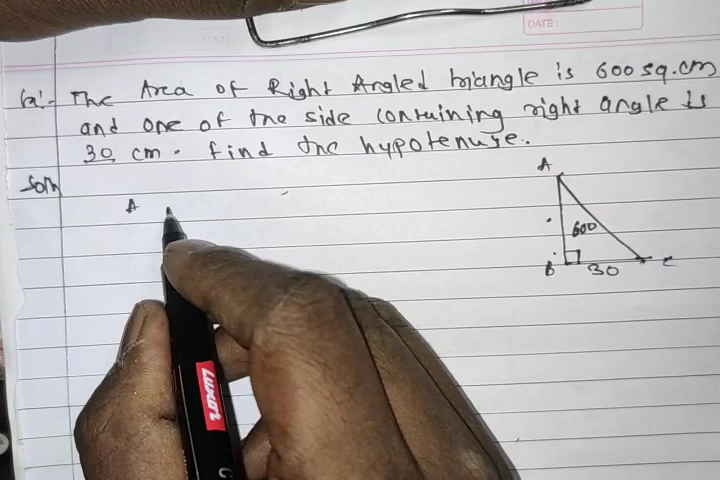 DATE:
(a:- The Area of Right Angled triangle is 600 sq.cm
and one of the side containing right angle is
30 cm. find the hypotenuse.
Soln
A
A
600
B 30 C
LUXOR